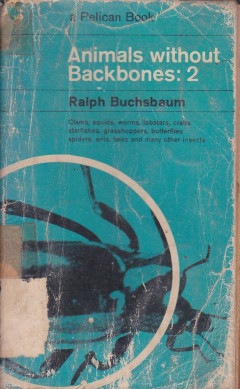 a Pelican Book
Animals without
Backbones: 2
Ralph Buchsbaum
Clams, squids, worms, lobsters, crabs
starfishes, grasshoppers, butterflies
spiders, ants, bees and many other insects